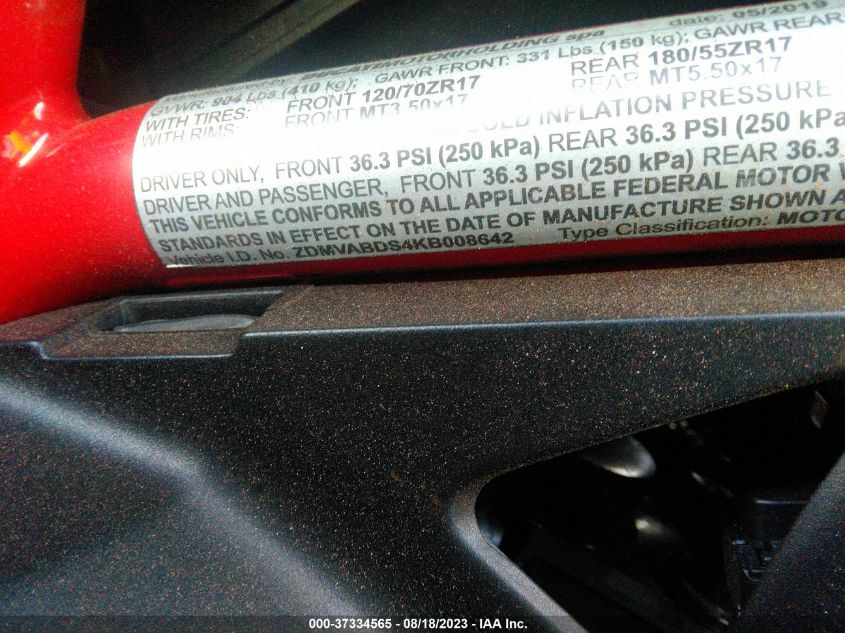 DUCATIMOTORHOLDING spa date: 05/2019
GVWR: 904 Lbs. (410 kg); GAWR FRONT: 331 Lbs (150 kg); GAWR REAR
WITH TIRES: FRONT 120/70ZR17 REAR 180/55ZR17
WITH RIMS: FRONT MT3.50x17 REAR MT5.50x17
COLD INFLATION PRESSURE
DRIVER ONLY, FRONT 36.3 PSI (250 kPa) REAR 36.3 PSI (250 kPa
DRIVER AND PASSENGER, FRONT 36.3 PSI (250 kPa) REAR 36.3
THIS VEHICLE CONFORMS TO ALL APPLICABLE FEDERAL MOTOR
STANDARDS IN EFFECT ON THE DATE OF MANUFACTURE SHOWN A
Vehicle I.D. No. ZDMVABDS4KB008642 Type Classification: MOTO
000-37334565 / 08/18/2023 - IAA Inc.